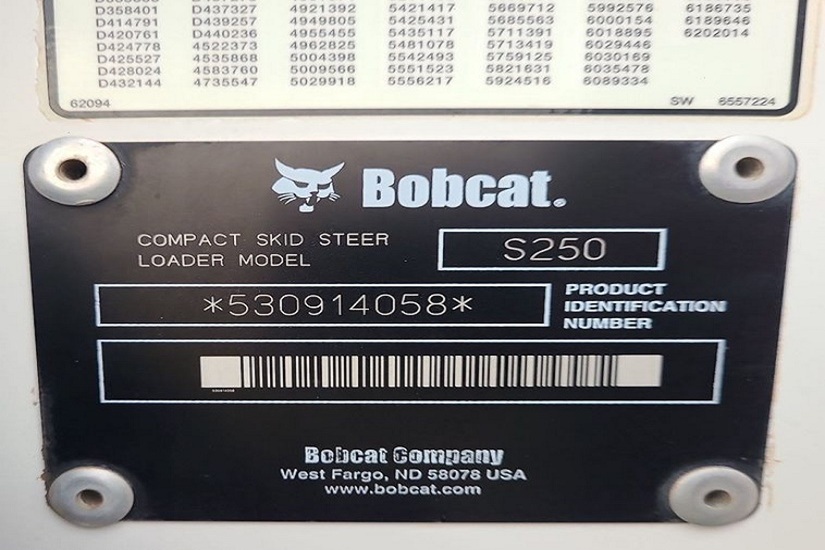 D358401 D437327 4921392 5421417 5669712 5992576 6186735
D414791 D439257 4949805 5425431 5685563 6000154 6189646
D420761 D440236 4955455 5435117 5711391 6018895 6202014
D424778 4522373 4962825 5481078 5713419 6029446
D425527 4535868 5004398 5542493 5759125 6030169
D428024 4583760 5009566 5551523 5821631 6035478
D432144 4735547 5029918 5556217 5924516 6089334
62094 SW 6557224
Bobcat.
COMPACT SKID STEER
LOADER MODEL
S250
*530914058*
PRODUCT
IDENTIFICATION
NUMBER
Bobcat Company
West Fargo, ND 58078 USA
www.bobcat.com